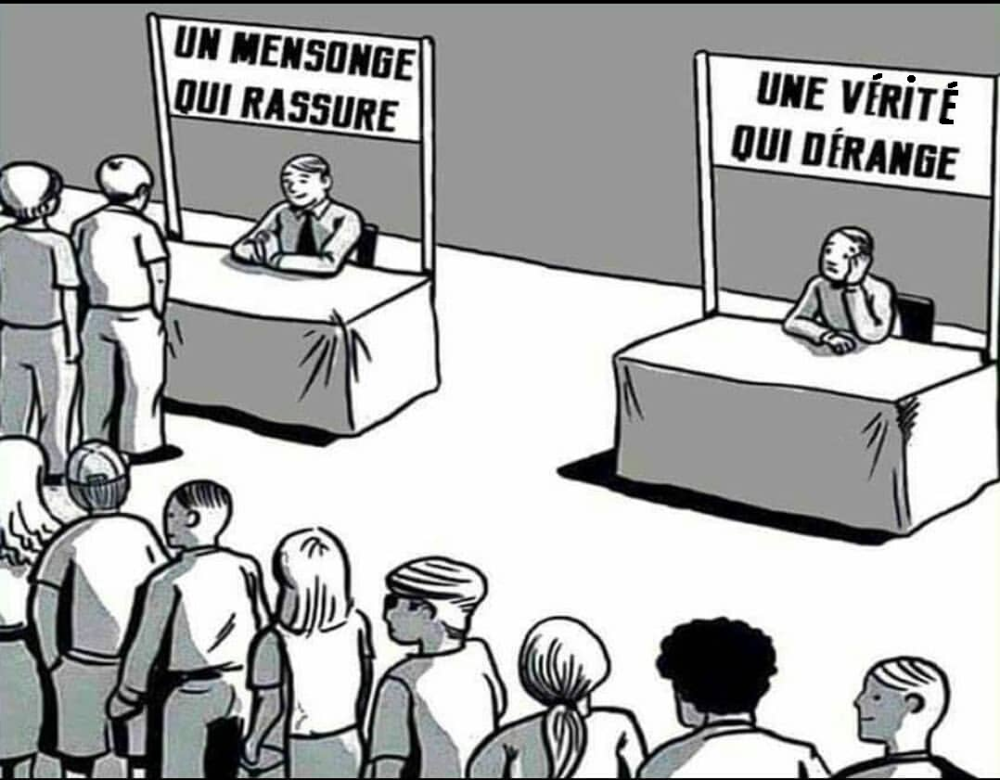 UN MENSONGE
QUI RASSURE
UNE VÉRITÉ
QUI DÉRANGE